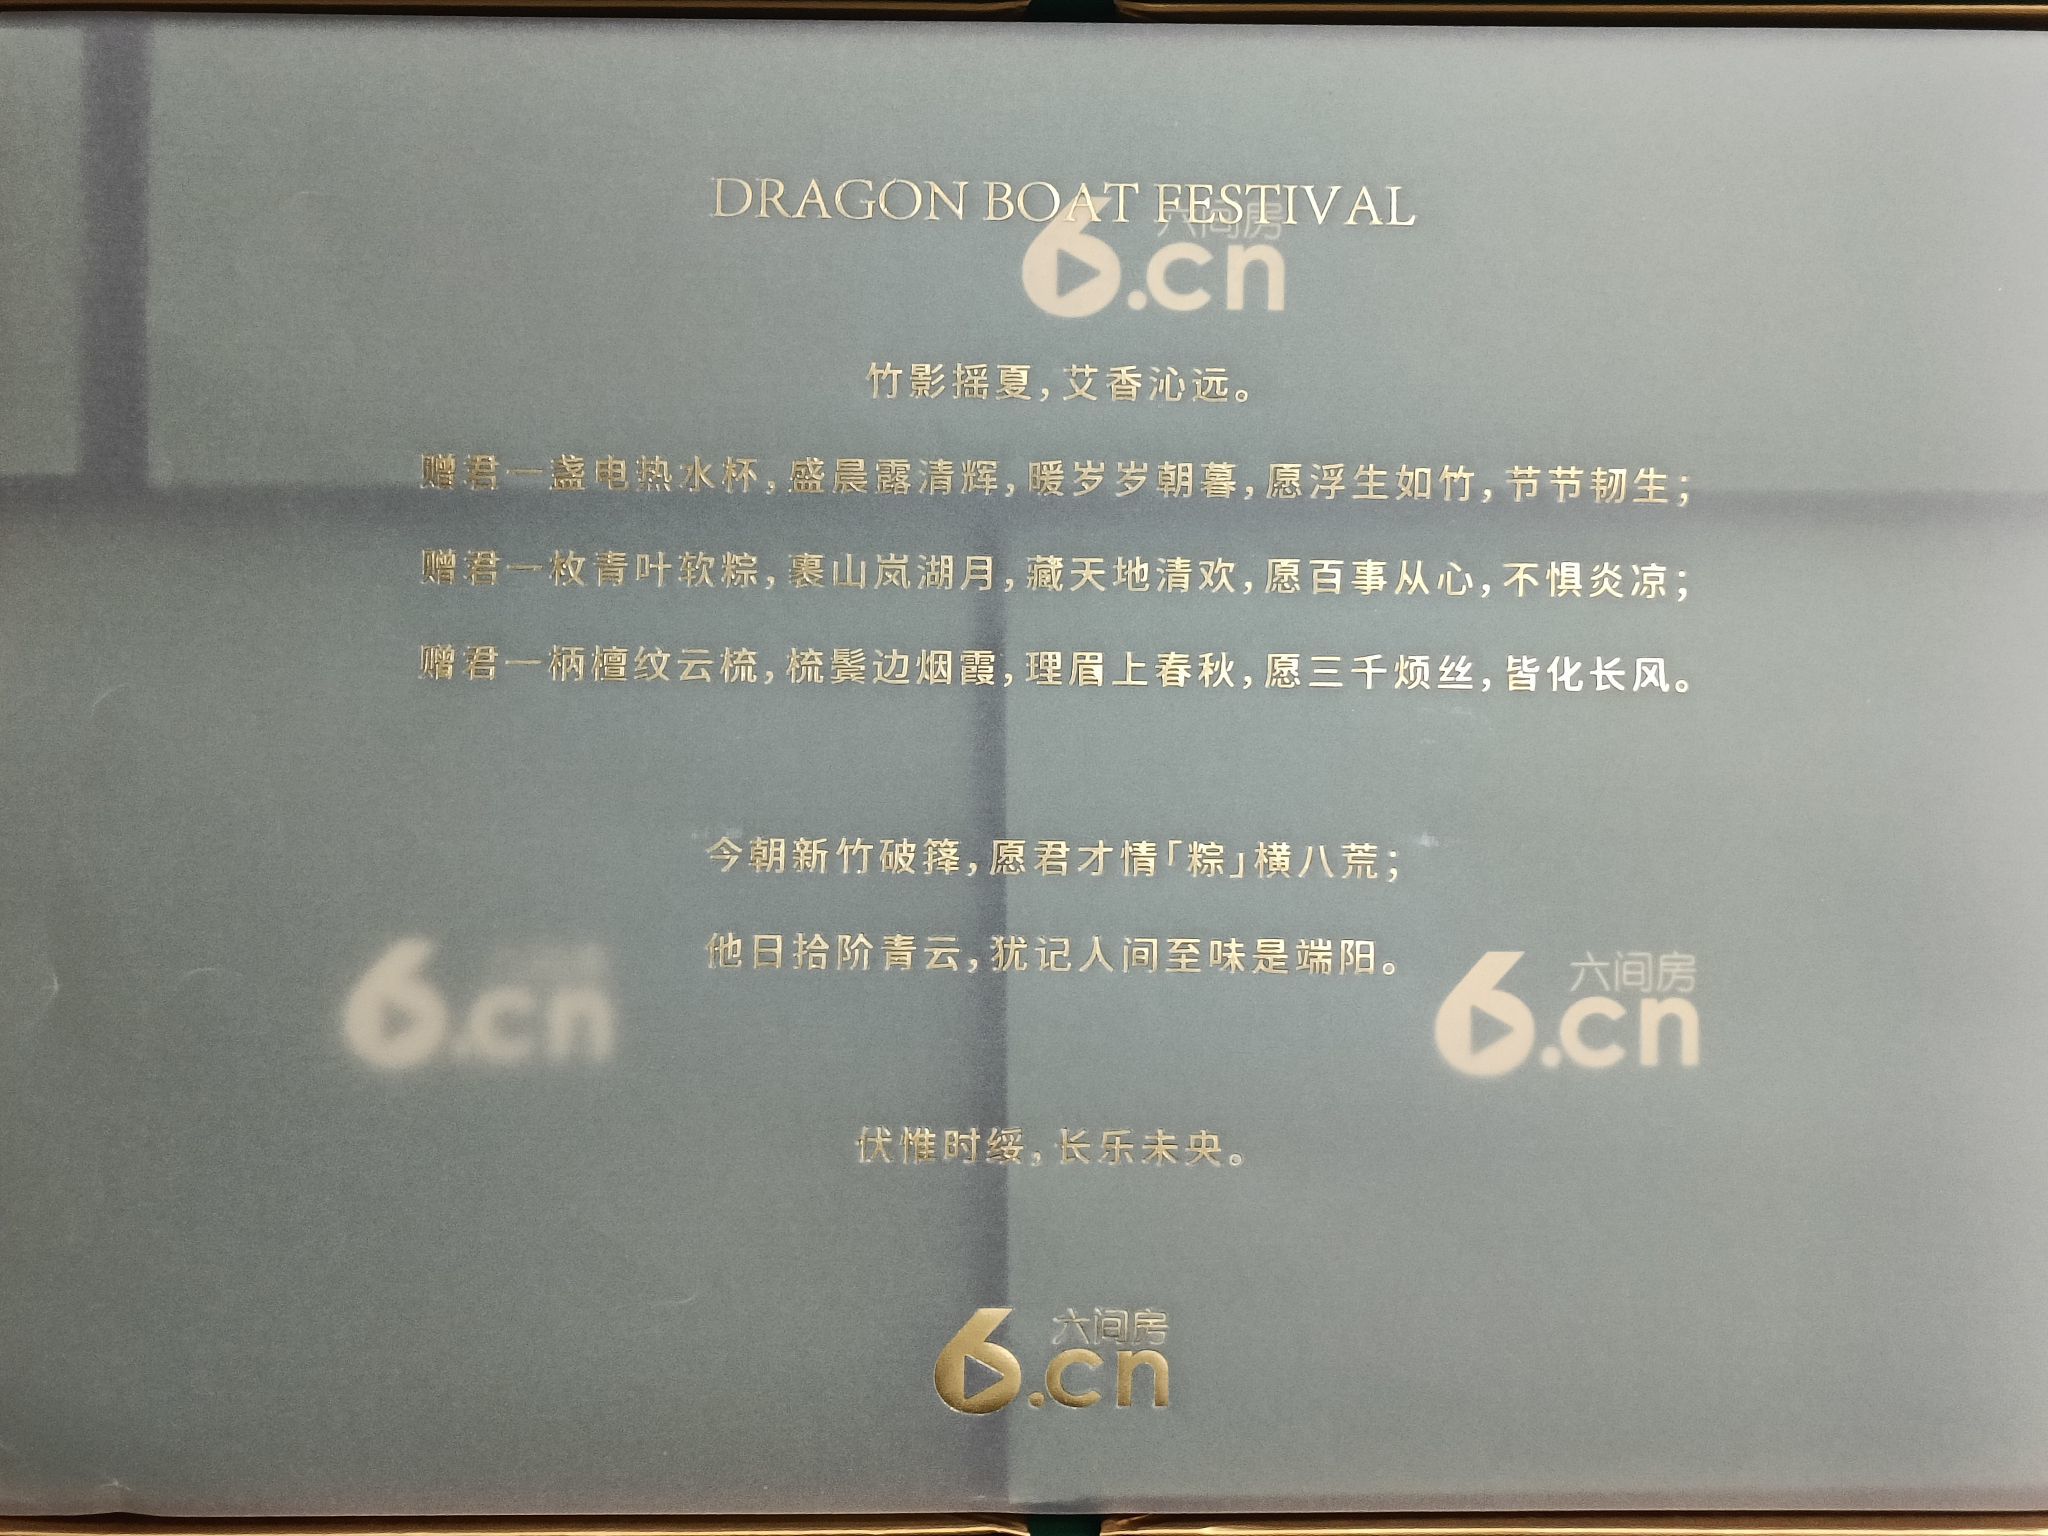 DRAGON BOAT FESTIVAL
六间房
6.cn
竹影摇夏，艾香沁远。
赠君一盏电热水杯，盛晨露清辉，暖岁岁朝暮，愿浮生如竹，节节韧生；
赠君一枚青叶软粽，裹山岚湖月，藏天地清欢，愿百事从心，不惧炎凉；
赠君一柄檀纹云梳，梳鬓边烟霞，理眉上春秋，愿三千烦丝，皆化长风。
今朝新竹破箨，愿君才情「粽」横八荒；
他日拾阶青云，犹记人间至味是端阳。
6.cn
六间房
6.cn
伏惟时绥，长乐未央。
六间房
6.cn